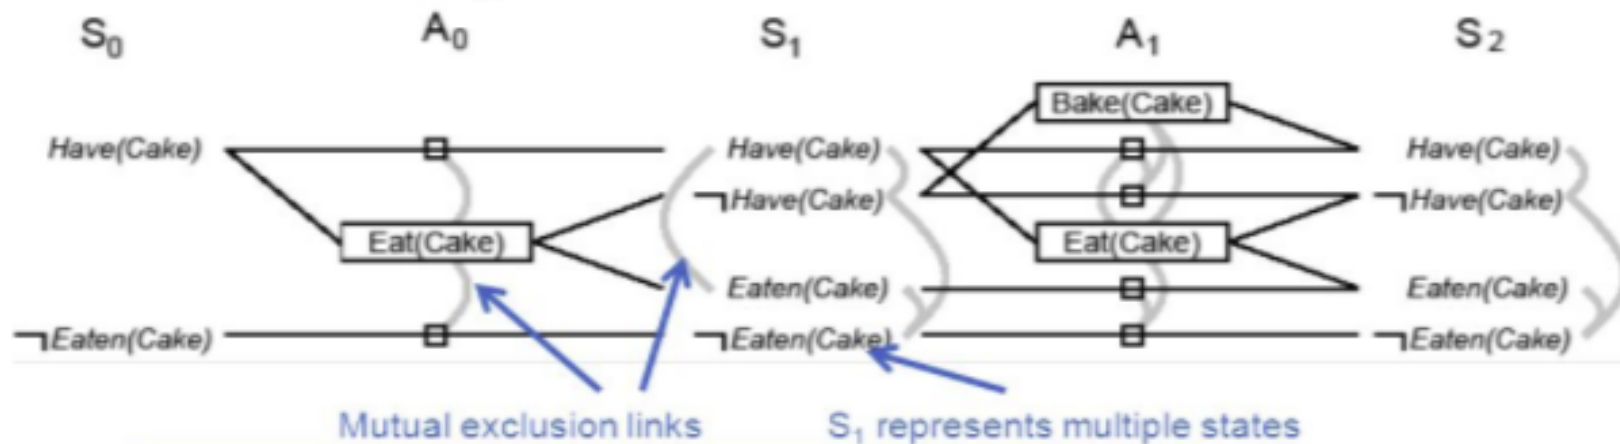 S₀ A₀ S₁ A₁ S₂
Bake(Cake)
Have(Cake) Have(Cake) Have(Cake)
¬Have(Cake) ¬Have(Cake)
Eat(Cake) Eat(Cake)
Eaten(Cake) Eaten(Cake)
¬Eaten(Cake) ¬Eaten(Cake) ¬Eaten(Cake)
Mutual exclusion links S₁ represents multiple states